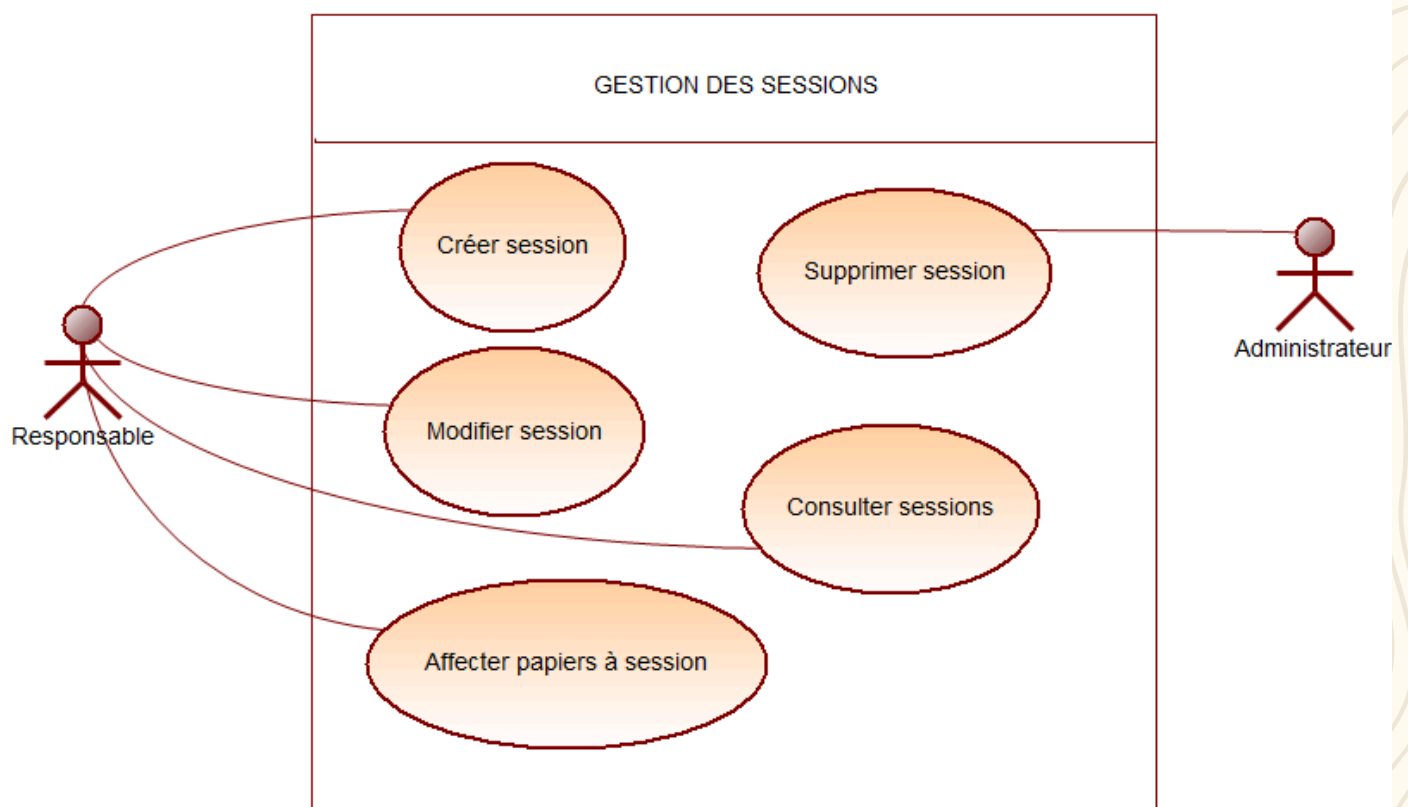 GESTION DES SESSIONS
Créer session
Supprimer session
Administrateur
Responsable
Modifier session
Consulter sessions
Affecter papiers à session